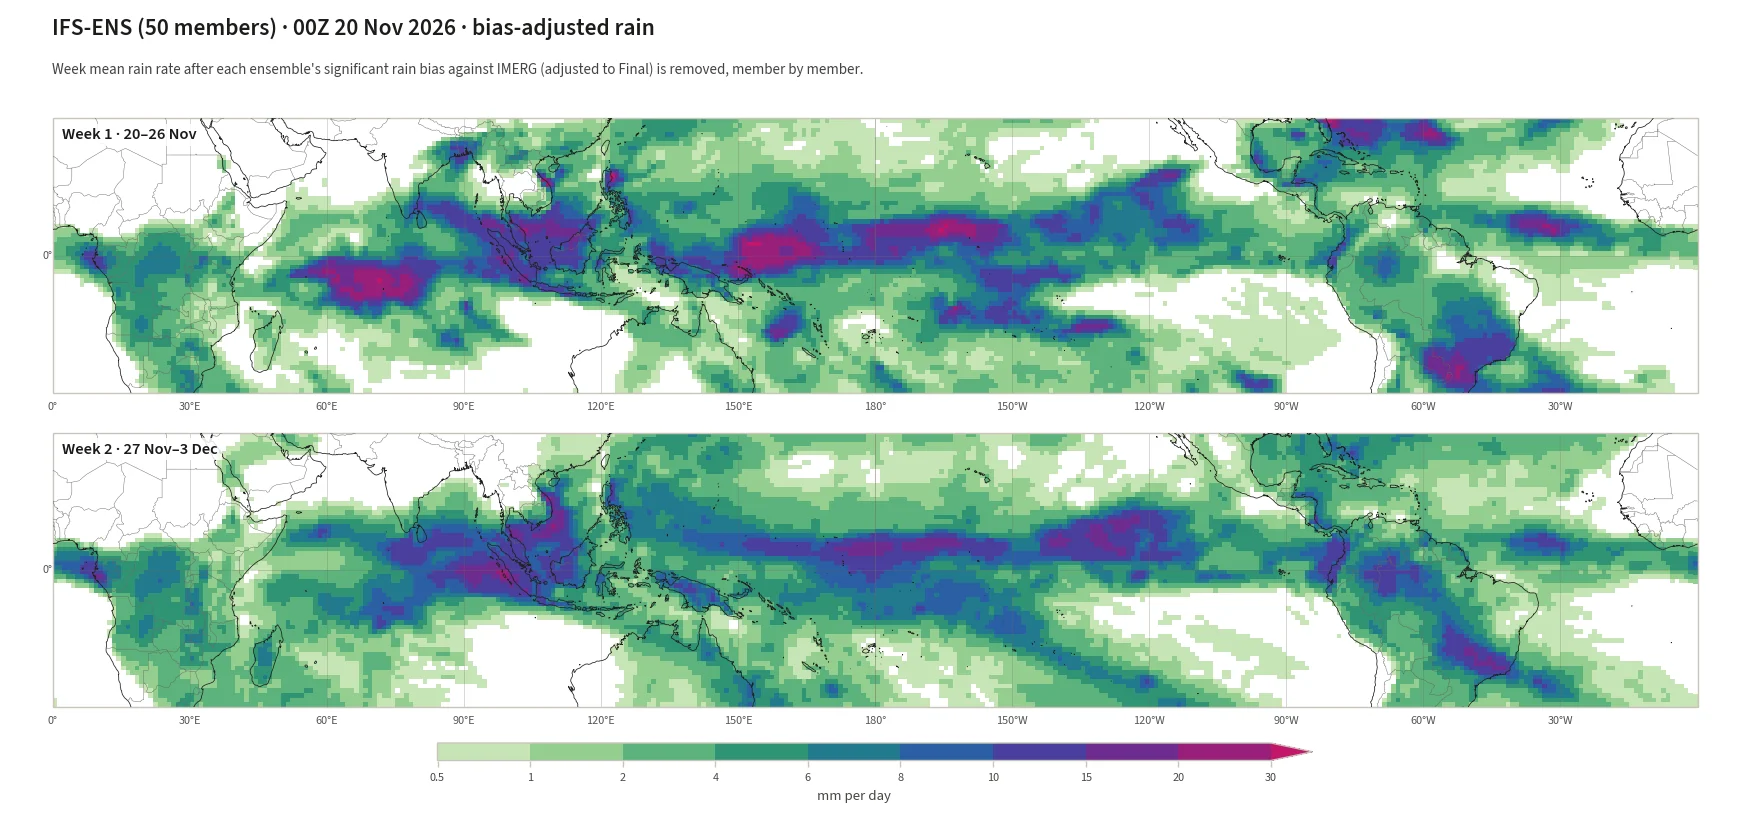 IFS-ENS (50 members) · 00Z 20 Nov 2026 · bias-adjusted rain
Week mean rain rate after each ensemble's significant rain bias against IMERG (adjusted to Final) is removed, member by member.
Week 1 · 20–26 Nov
0°
0° 30°E 60°E 90°E 120°E 150°E 180° 150°W 120°W 90°W 60°W 30°W
Week 2 · 27 Nov–3 Dec
0°
0° 30°E 60°E 90°E 120°E 150°E 180° 150°W 120°W 90°W 60°W 30°W
0.5 1 2 4 6 8 10 15 20 30
mm per day